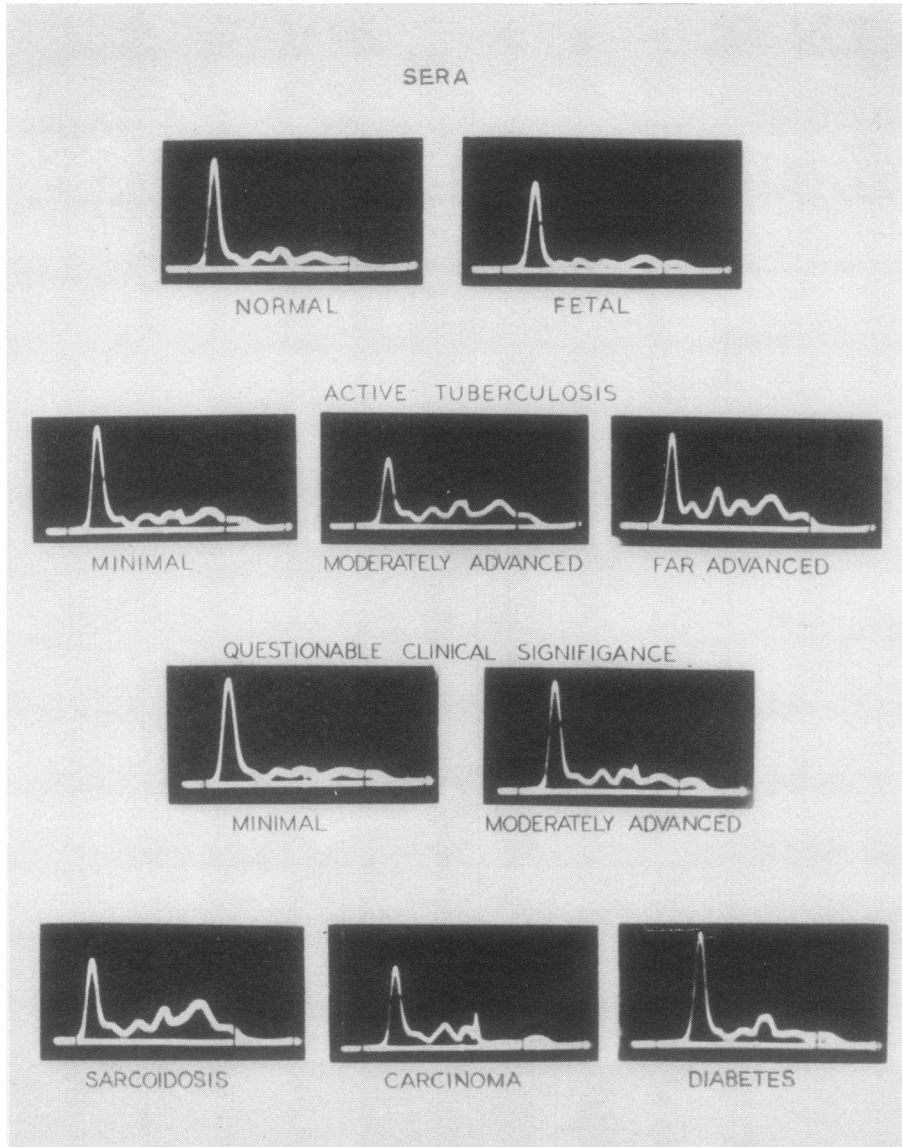 SERA
NORMAL FETAL
ACTIVE TUBERCULOSIS
MINIMAL MODERATELY ADVANCED FAR ADVANCED
QUESTIONABLE CLINICAL SIGNIFIGANCE
MINIMAL MODERATELY ADVANCED
SARCOIDOSIS CARCINOMA DIABETES